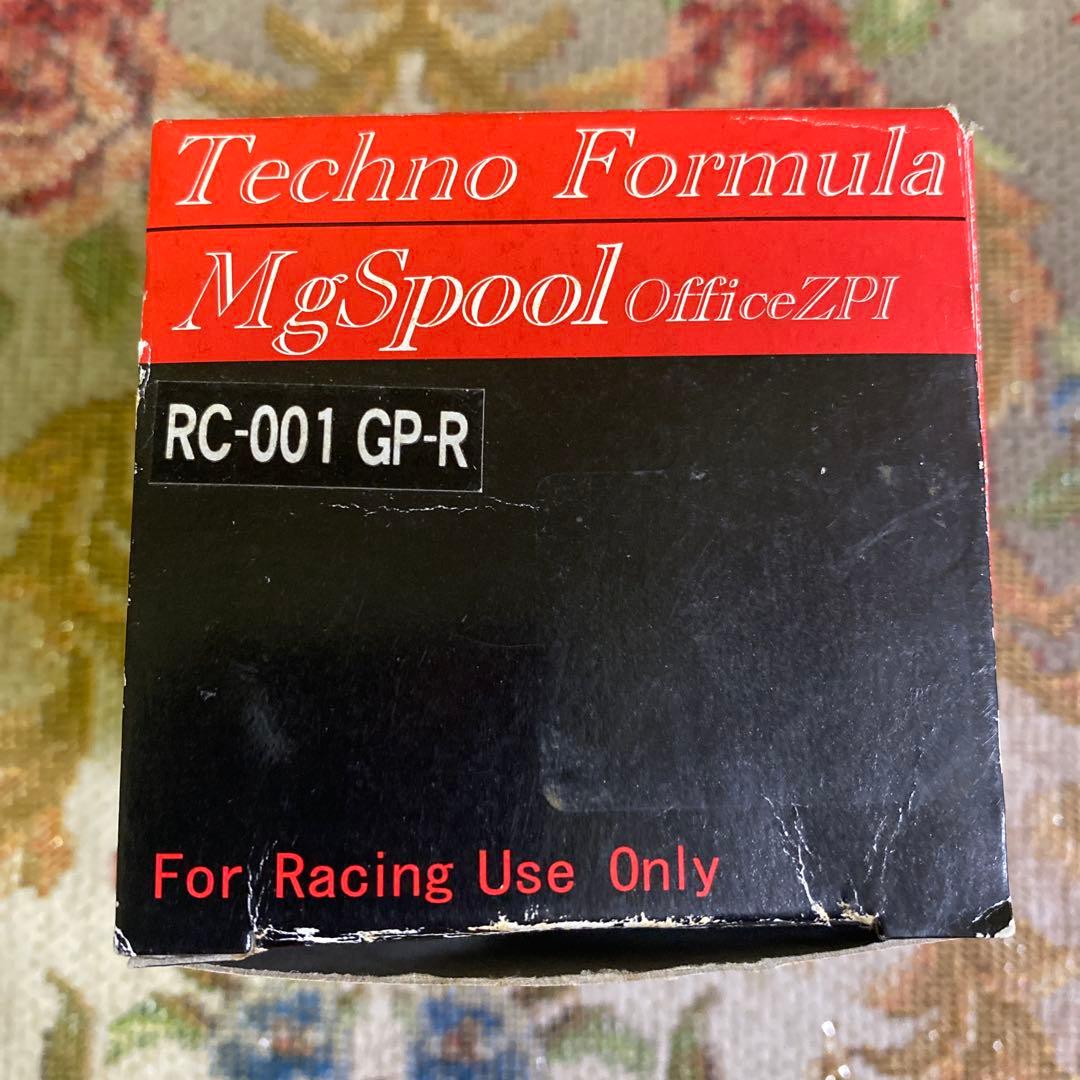 Techno Formula
MgSpool OfficeZPI
RC-001 GP-R
For Racing Use Only